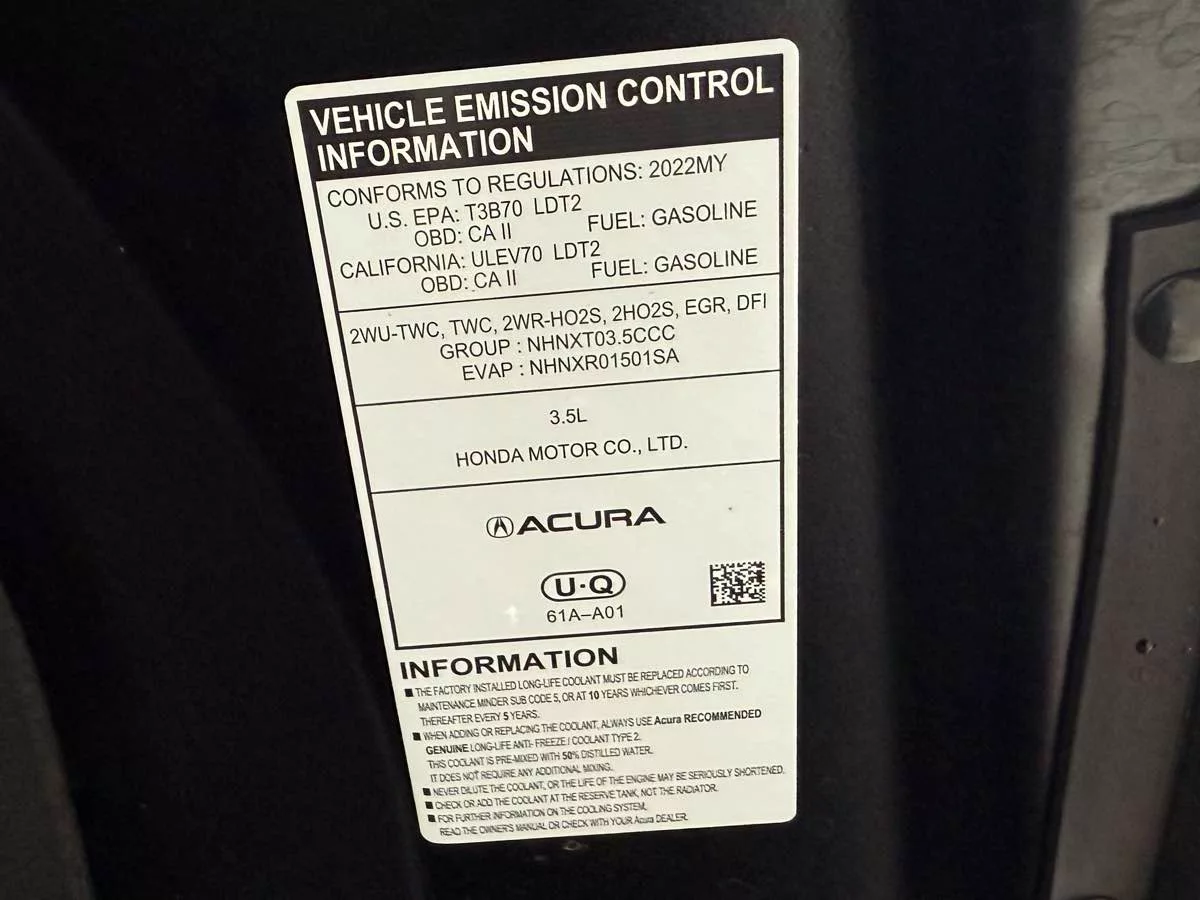 VEHICLE EMISSION CONTROL
INFORMATION
CONFORMS TO REGULATIONS: 2022MY
U.S. EPA: T3B70 LDT2
OBD: CA II FUEL: GASOLINE
CALIFORNIA: ULEV70 LDT2
OBD: CA II FUEL: GASOLINE
2WU-TWC, TWC, 2WR-HO2S, 2HO2S, EGR, DFI
GROUP : NHNXT03.5CCC
EVAP : NHNXR01501SA
3.5L
HONDA MOTOR CO., LTD.
ACURA
U·Q
61A–A01
INFORMATION
■ THE FACTORY INSTALLED LONG-LIFE COOLANT MUST BE REPLACED ACCORDING TO
MAINTENANCE MINDER SUB CODE 5, OR AT 10 YEARS WHICHEVER COMES FIRST.
THEREAFTER EVERY 5 YEARS.
■ WHEN ADDING OR REPLACING THE COOLANT, ALWAYS USE Acura RECOMMENDED
GENUINE LONG-LIFE ANTI- FREEZE / COOLANT TYPE 2.
THIS COOLANT IS PRE-MIXED WITH 50% DISTILLED WATER.
IT DOES NOT REQUIRE ANY ADDITIONAL MIXING.
■ NEVER DILUTE THE COOLANT, OR THE LIFE OF THE ENGINE MAY BE SERIOUSLY SHORTENED.
■ CHECK OR ADD THE COOLANT AT THE RESERVE TANK, NOT THE RADIATOR.
■ FOR FURTHER INFORMATION ON THE COOLING SYSTEM,
READ THE OWNER'S MANUAL OR CHECK WITH YOUR Acura DEALER.